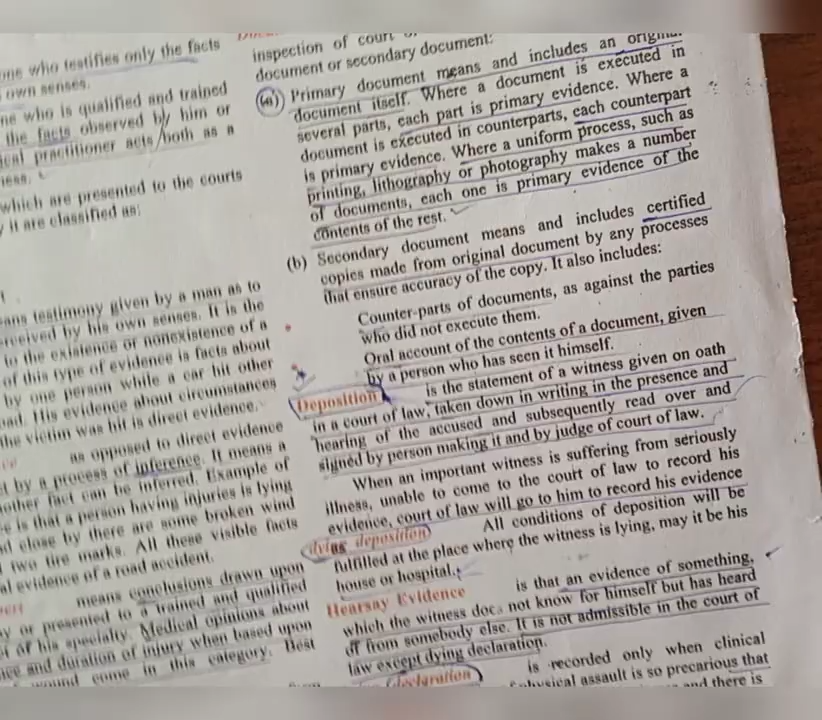 one who testifies only the facts
own senses.
ne who is qualified and trained
the facts observed by him or
ical practitioner acts both as a
ness.
which are presented to the courts
y it are classified as:
ans testimony given by a man as to
erceived by his own senses. It is the
to the existence or nonexistence of a
of this type of evidence is facts about
by one person while a car hit other
oad. His evidence about circumstances
the victim was hit is direct evidence.
as opposed to direct evidence
t by a process of inference. It means a
other fact can be inferred. Example of
e is that a person having injuries is lying
d close by there are some broken wind
two tire marks. All these visible facts
al evidence of a road accident.
means conclusions drawn upon
y or presented to a trained and qualified
t of his specialty. Medical opinions about
nce and duration of injury when based upon
wound come in this category. Best
inspection of court
document or secondary document:
(a) Primary document means and includes an original
document itself. Where a document is executed in
several parts, each part is primary evidence. Where a
document is executed in counterparts, each counterpart
is primary evidence. Where a uniform process, such as
printing, lithography or photography makes a number
of documents, each one is primary evidence of the
contents of the rest.
(b) Secondary document means and includes certified
copies made from original document by any processes
that ensure accuracy of the copy. It also includes:
Counter-parts of documents, as against the parties
who did not execute them.
Oral account of the contents of a document, given
by a person who has seen it himself.
Deposition is the statement of a witness given on oath
in a court of law, taken down in writing in the presence and
hearing of the accused and subsequently read over and
signed by person making it and by judge of court of law.
When an important witness is suffering from seriously
illness, unable to come to the court of law to record his
evidence, court of law will go to him to record his evidence
dying deposition All conditions of deposition will be
fulfilled at the place where the witness is lying, may it be his
house or hospital.
Hearsay Evidence is that an evidence of something,
which the witness does not know for himself but has heard
of from somebody else. It is not admissible in the court of
law except dying declaration.
declaration is recorded only when clinical
physical assault is so precarious that
and there is